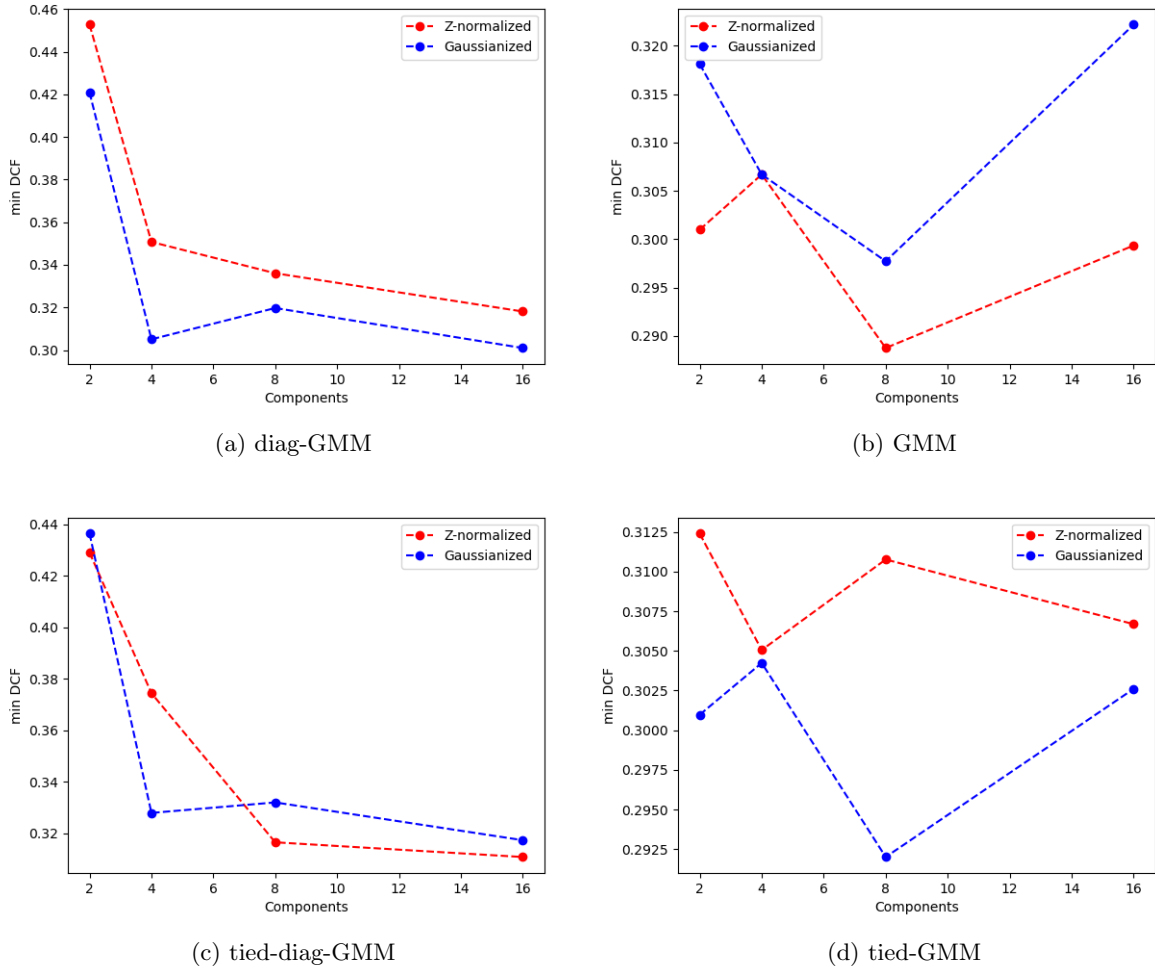 0.46
0.44
0.42
0.40
0.38
0.36
0.34
0.32
0.30
min DCF
Z-normalized
Gaussianized
2 4 6 8 10 12 14 16
Components
(a) diag-GMM
0.320
0.315
0.310
0.305
0.300
0.295
0.290
min DCF
Z-normalized
Gaussianized
2 4 6 8 10 12 14 16
Components
(b) GMM
0.44
0.42
0.40
0.38
0.36
0.34
0.32
min DCF
Z-normalized
Gaussianized
2 4 6 8 10 12 14 16
Components
(c) tied-diag-GMM
0.3125
0.3100
0.3075
0.3050
0.3025
0.3000
0.2975
0.2950
0.2925
min DCF
Z-normalized
Gaussianized
2 4 6 8 10 12 14 16
Components
(d) tied-GMM